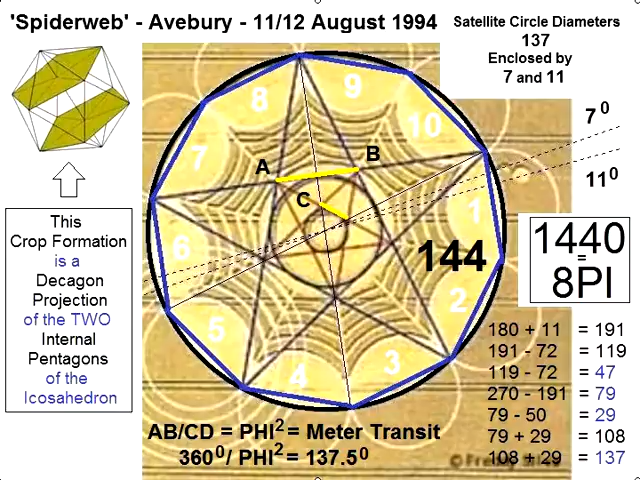 'Spiderweb' - Avebury - 11/12 August 1994
Satellite Circle Diameters
137
Enclosed by
7 and 11
7⁰
11⁰
8
9
10
7
A
B
C
1
6
144
2
5
3
4
This
Crop Formation
is a
Decagon
Projection
of the TWO
Internal
Pentagons
of the
Icosahedron
1440
=
8PI
180 + 11 = 191
191 - 72 = 119
119 - 72 = 47
270 - 191 = 79
79 - 50 = 29
79 + 29 = 108
108 + 29 = 137
AB/CD = PHI² = Meter Transit
360⁰/ PHI² = 137.5⁰